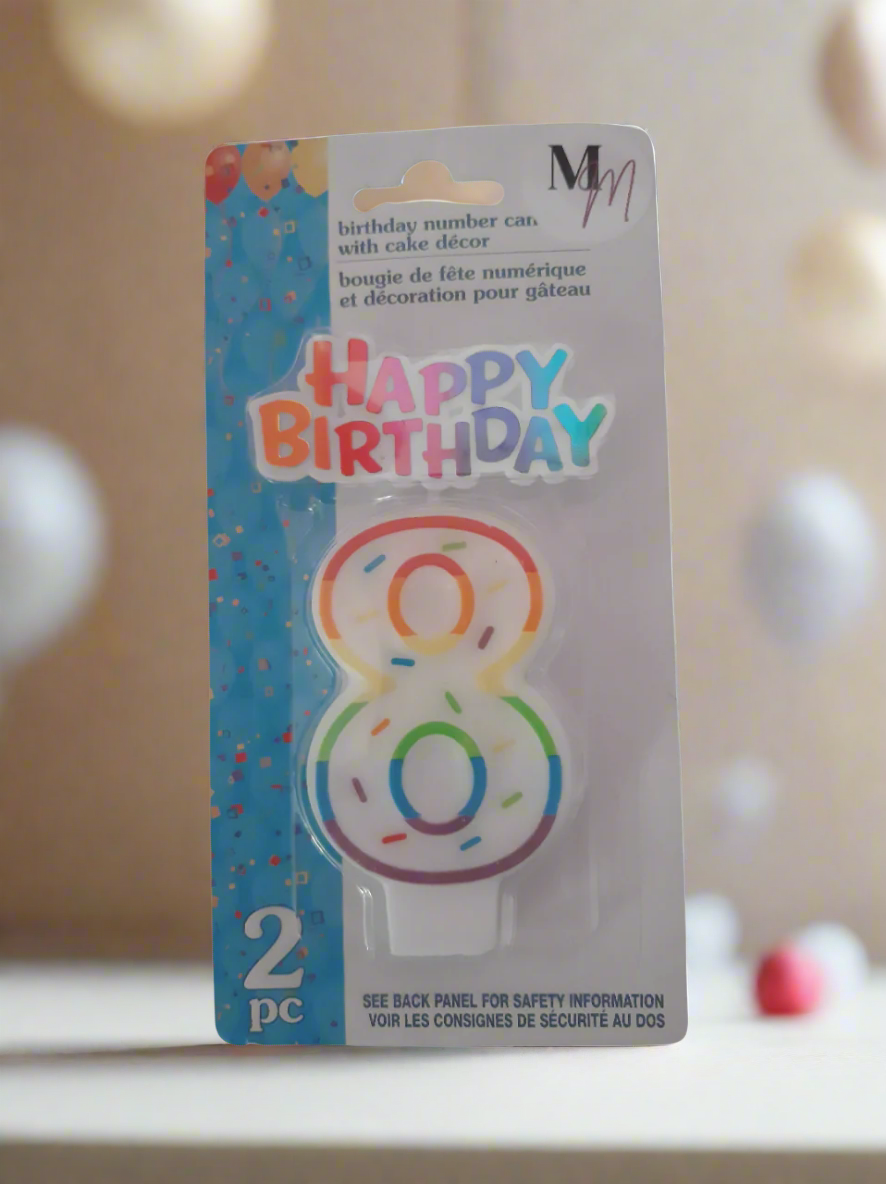 M
m
birthday number can
with cake décor
bougie de fête numérique
et décoration pour gâteau
HAPPY
BIRTHDAY
8
2
pc
SEE BACK PANEL FOR SAFETY INFORMATION
VOIR LES CONSIGNES DE SÉCURITÉ AU DOS